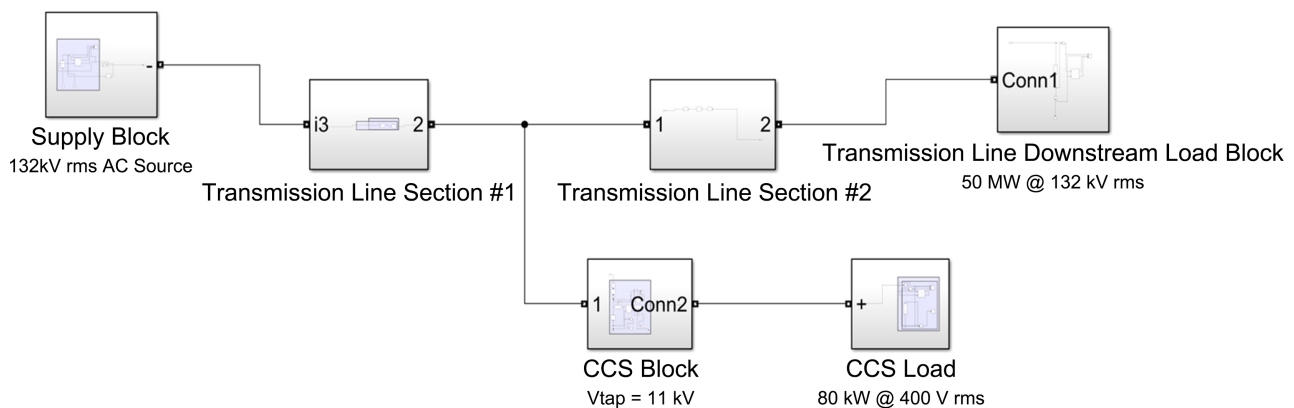 -
Supply Block
132kV rms AC Source
i3
2
Transmission Line Section #1
1
2
Transmission Line Section #2
Conn1
Transmission Line Downstream Load Block
50 MW @ 132 kV rms
1
Conn2
CCS Block
Vtap = 11 kV
+
CCS Load
80 kW @ 400 V rms